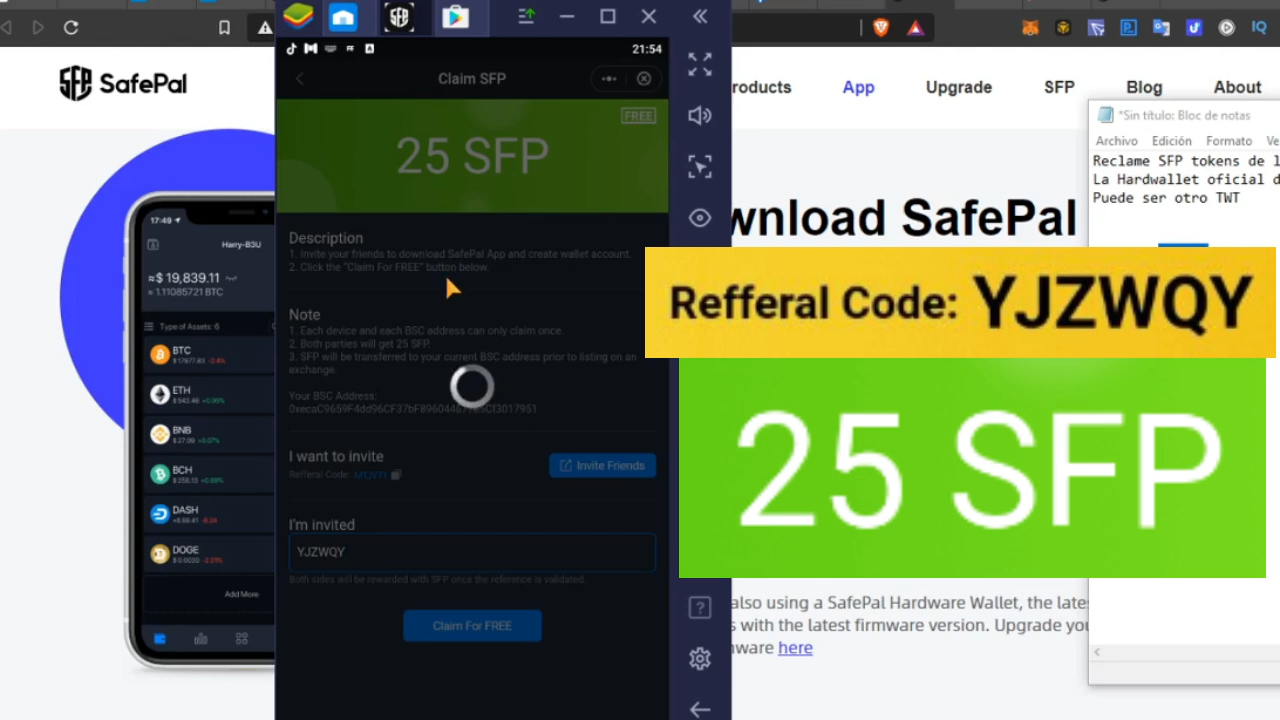 SafePal
17:49
Harry-B3U
≈$ 19,839.11
≈ 1.11085721 BTC
Type of Assets: 6
BTC
ETH
BNB
BCH
DASH
DOGE
Add More
21:54
Claim SFP
FREE
25 SFP
Description
1. Invite your friends to download SafePal App and create wallet account.
2. Click the "Claim For FREE" button below.
Note
1. Each device and each BSC address can only claim once.
2. Both parties will get 25 SFP.
3. SFP will be transferred to your current BSC address prior to listing on an
exchange.
Your BSC Address:
I want to invite
Refferal Code:
Invite Friends
I'm invited
YJZWQY
Both sides will be rewarded with SFP once the reference is validated.
Claim For FREE
roducts
App
Upgrade
SFP
Blog
About
wnload SafePal
*Sin título: Bloc de notas
Archivo Edición Formato Ve
Reclame SFP tokens de l
La Hardwallet oficial d
Puede ser otro TWT
Refferal Code: YJZWQY
25 SFP
also using a SafePal Hardware Wallet, the late
s with the latest firmware version. Upgrade you
mware here